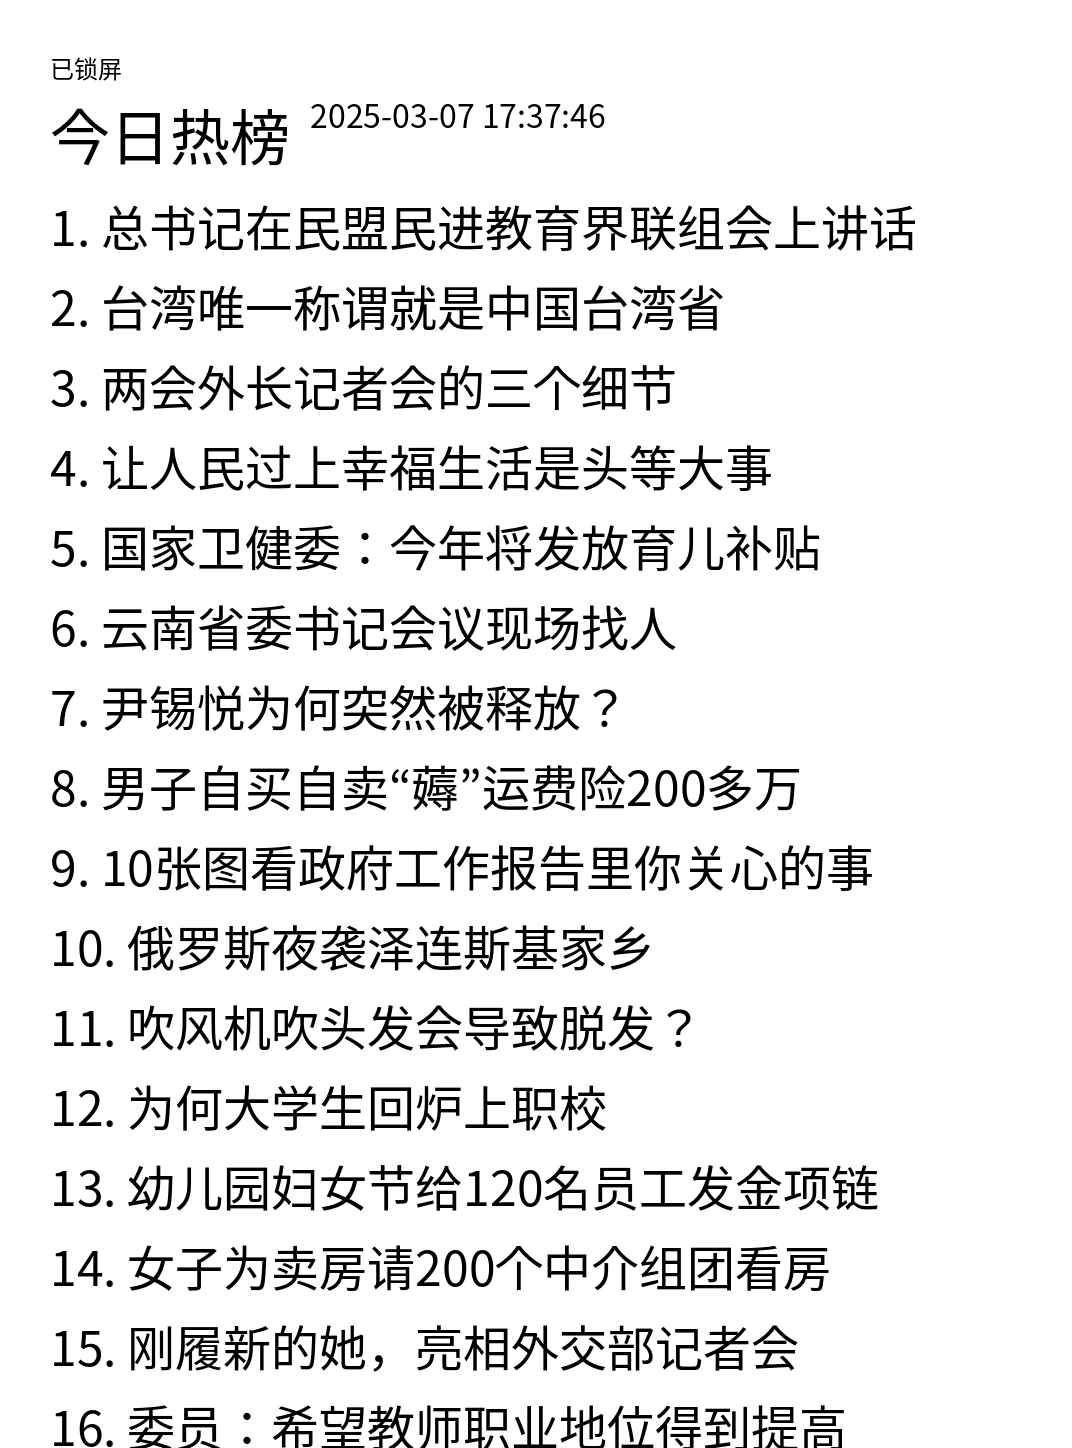 已锁屏
今日热榜 2025-03-07 17:37:46
1. 总书记在民盟民进教育界联组会上讲话
2. 台湾唯一称谓就是中国台湾省
3. 两会外长记者会的三个细节
4. 让人民过上幸福生活是头等大事
5. 国家卫健委：今年将发放育儿补贴
6. 云南省委书记会议现场找人
7. 尹锡悦为何突然被释放？
8. 男子自买自卖“薅”运费险200多万
9. 10张图看政府工作报告里你关心的事
10. 俄罗斯夜袭泽连斯基家乡
11. 吹风机吹头发会导致脱发？
12. 为何大学生回炉上职校
13. 幼儿园妇女节给120名员工发金项链
14. 女子为卖房请200个中介组团看房
15. 刚履新的她，亮相外交部记者会
16. 委员：希望教师职业地位得到提高